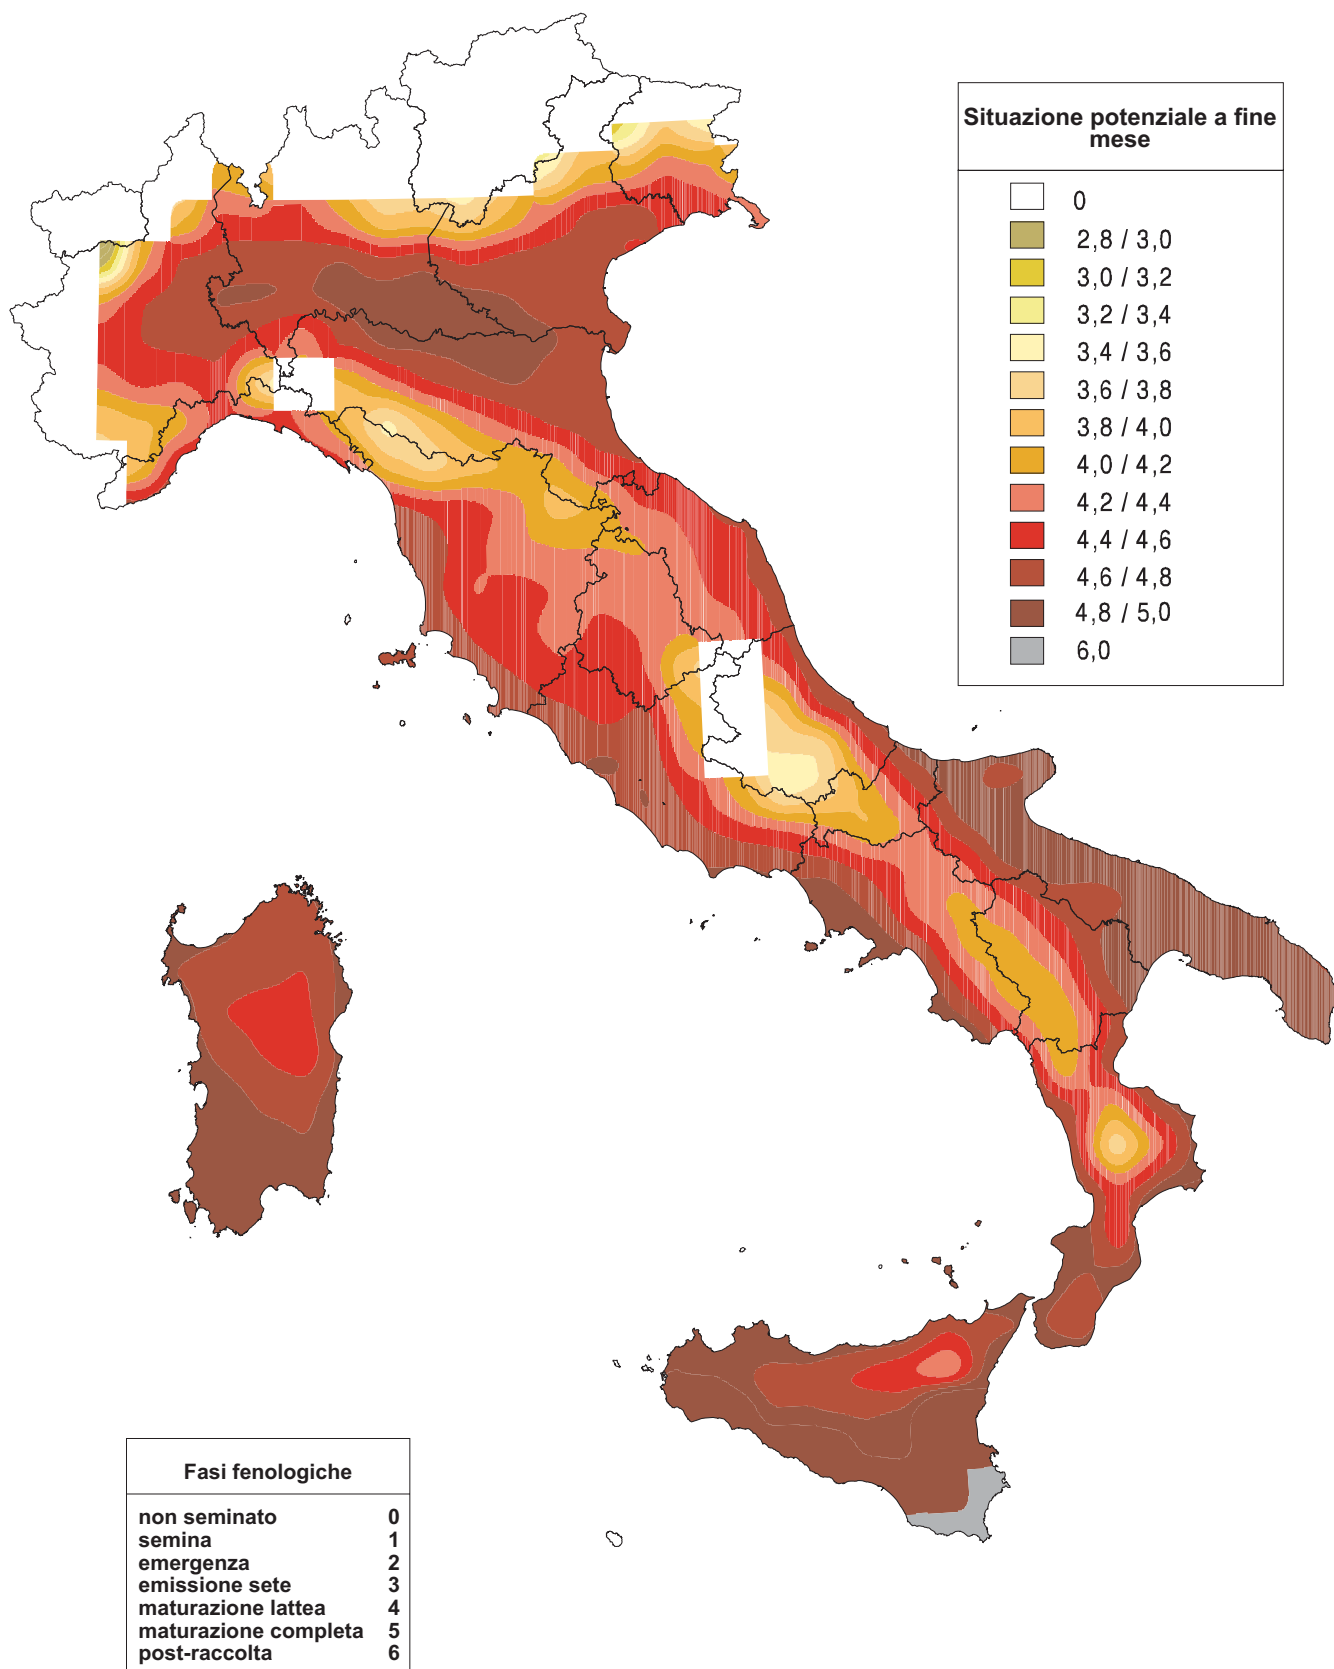 Situazione potenziale a fine
mese
0
2,8 / 3,0
3,0 / 3,2
3,2 / 3,4
3,4 / 3,6
3,6 / 3,8
3,8 / 4,0
4,0 / 4,2
4,2 / 4,4
4,4 / 4,6
4,6 / 4,8
4,8 / 5,0
6,0
Fasi fenologiche
non seminato 0
semina 1
emergenza 2
emissione sete 3
maturazione lattea 4
maturazione completa 5
post-raccolta 6